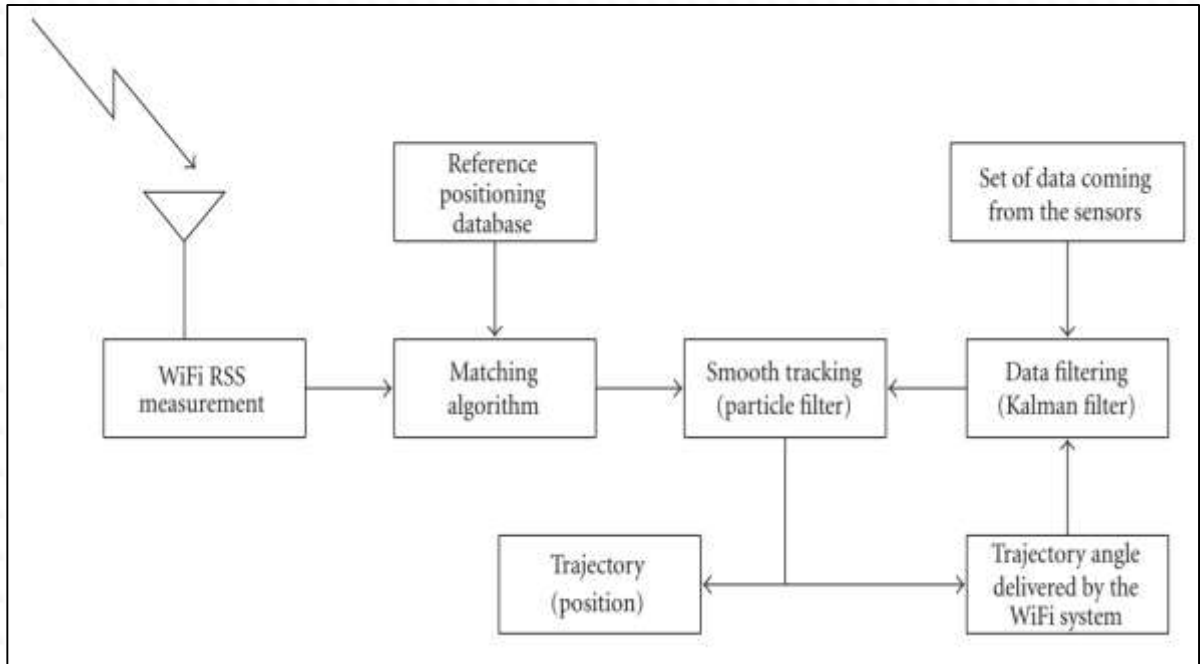 Reference
positioning
database
Set of data coming
from the sensors
WiFi RSS
measurement
Matching
algorithm
Smooth tracking
(particle filter)
Data filtering
(Kalman filter)
Trajectory
(position)
Trajectory angle
delivered by the
WiFi system